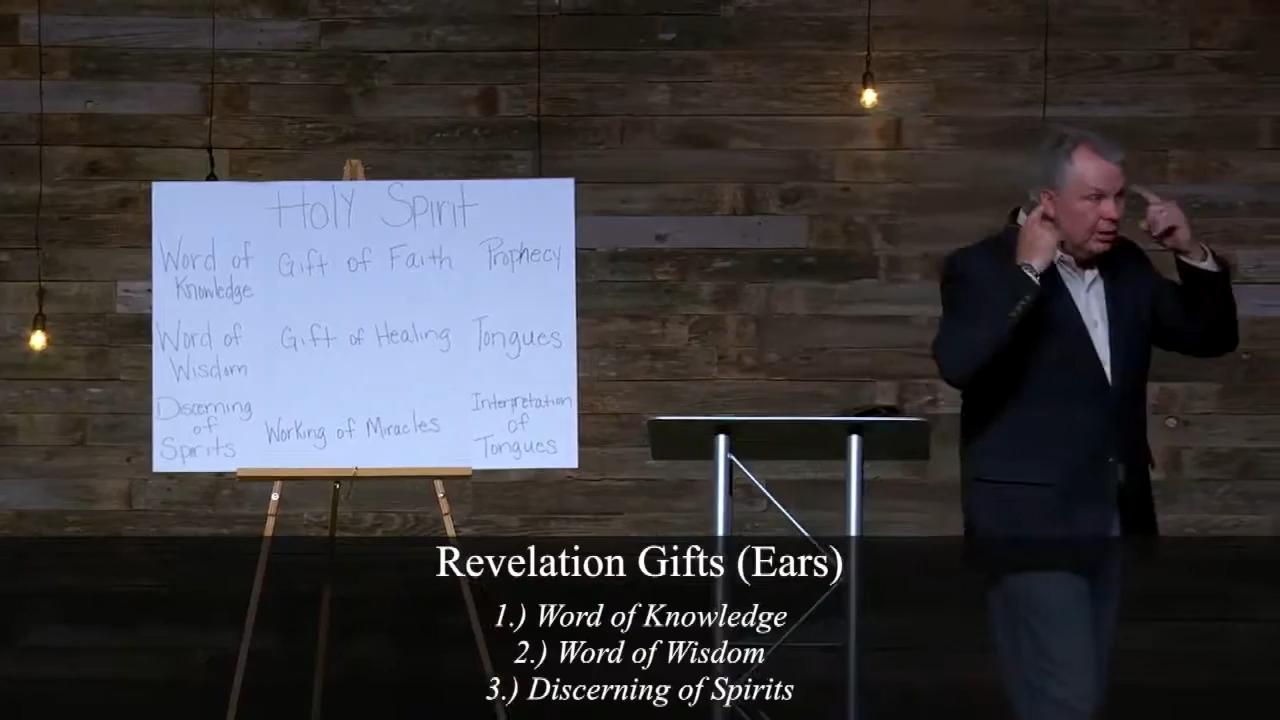 Holy Spirit
Word of
Knowledge
Gift of Faith
Prophecy
Word of
Wisdom
Gift of Healing
Tongues
Discerning
of
Spirits
Working of Miracles
Interpretation
of
Tongues
Revelation Gifts (Ears)
1.) Word of Knowledge
2.) Word of Wisdom
3.) Discerning of Spirits